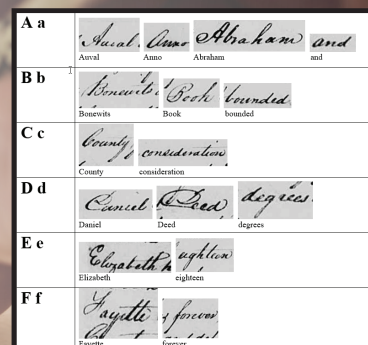 A a
Auval. Anno Abraham and
Auval Anno Abraham and
B b
Bonewits Book bounded
Bonewits Book bounded
C c
County consideration
County consideration
D d
Daniel Deed degrees
Daniel Deed degrees
E e
Elizabeth eighteen
Elizabeth eighteen
F f
Fayette forever
Fayette forever